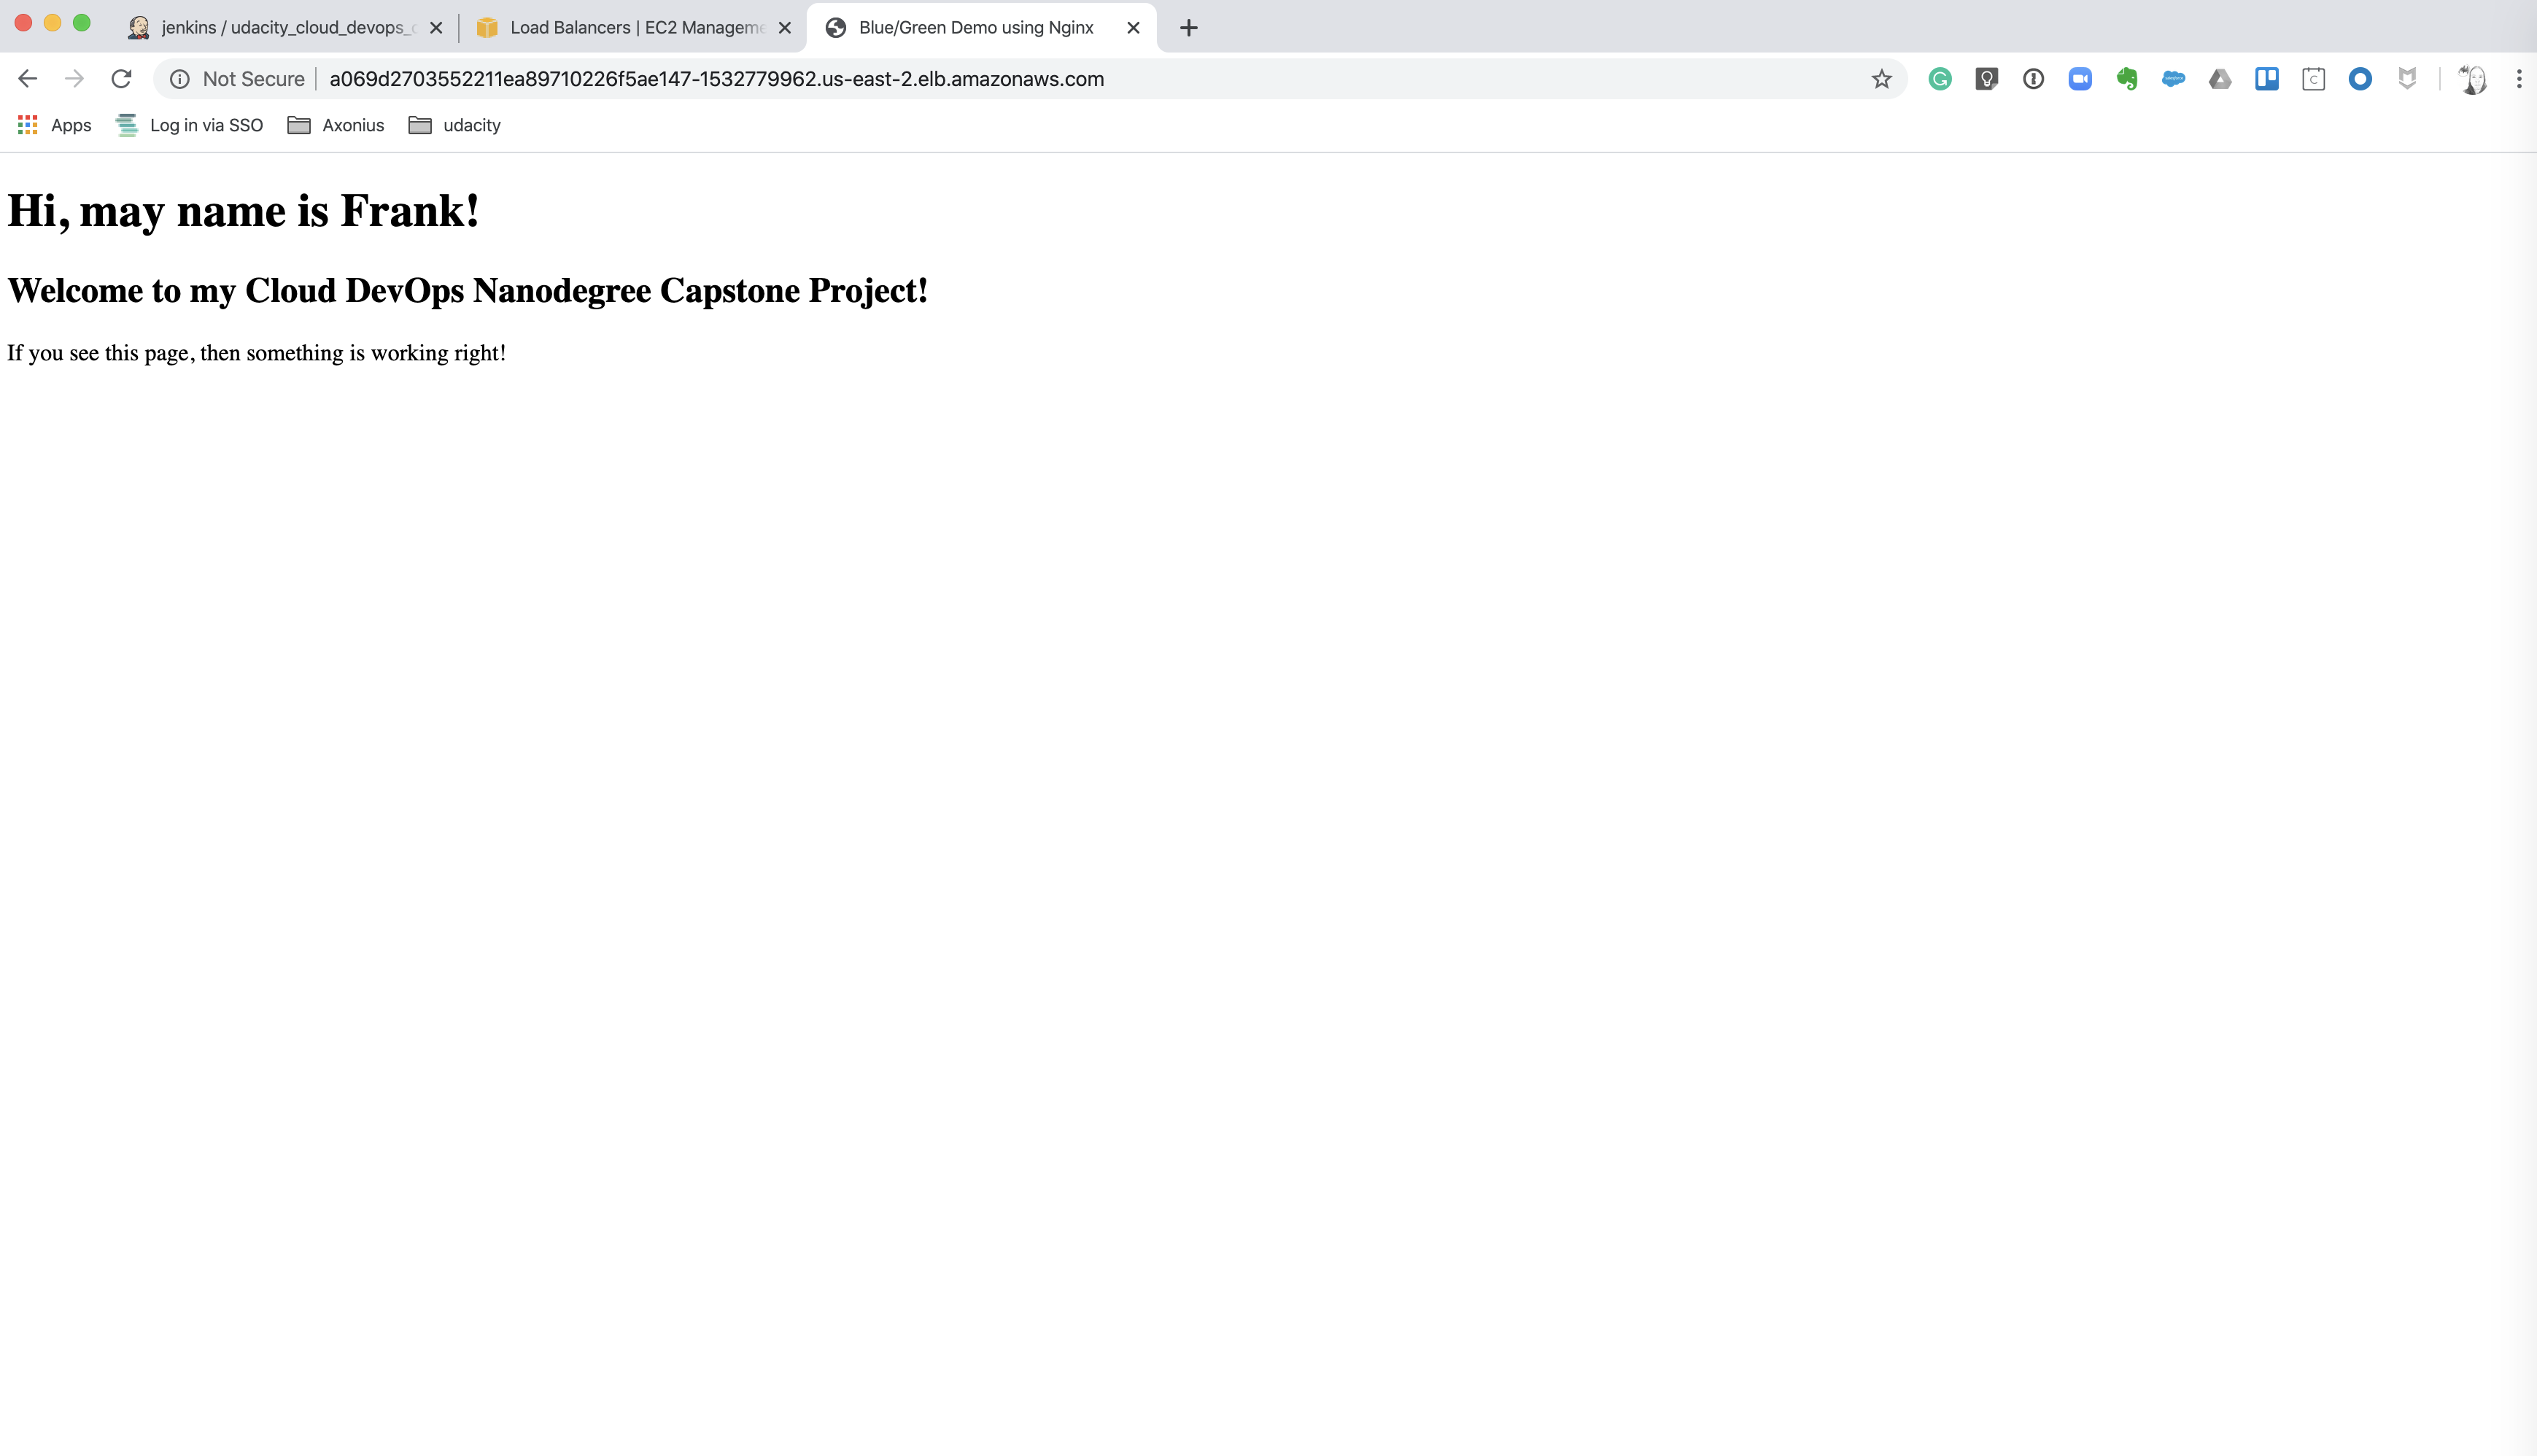 jenkins / udacity_cloud_devops_
Load Balancers | EC2 Manageme
Blue/Green Demo using Nginx
Not Secure
a069d2703552211ea89710226f5ae147-1532779962.us-east-2.elb.amazonaws.com
Apps
Log in via SSO
Axonius
udacity
Hi, may name is Frank!
Welcome to my Cloud DevOps Nanodegree Capstone Project!
If you see this page, then something is working right!